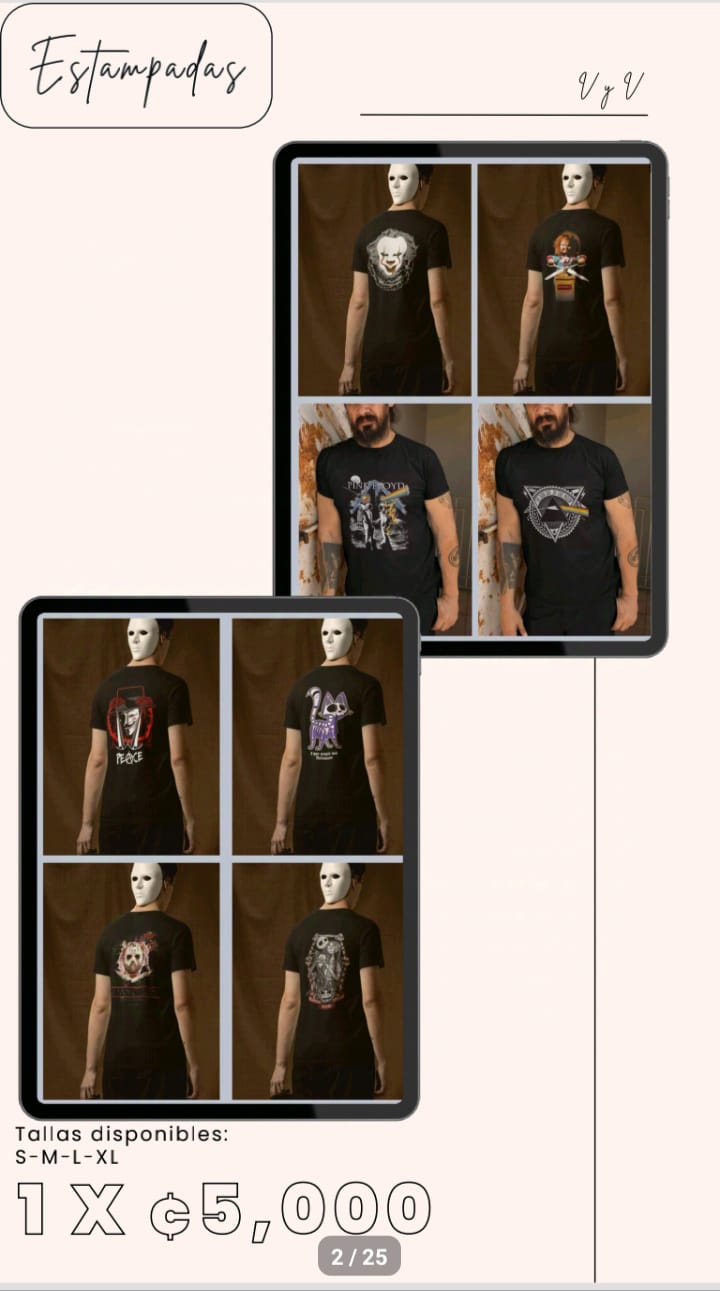 Estampadas
V y V
PINK FLOYD
PEACE
Tallas disponibles:
S-M-L-XL
1 X ¢5,000
2 / 25